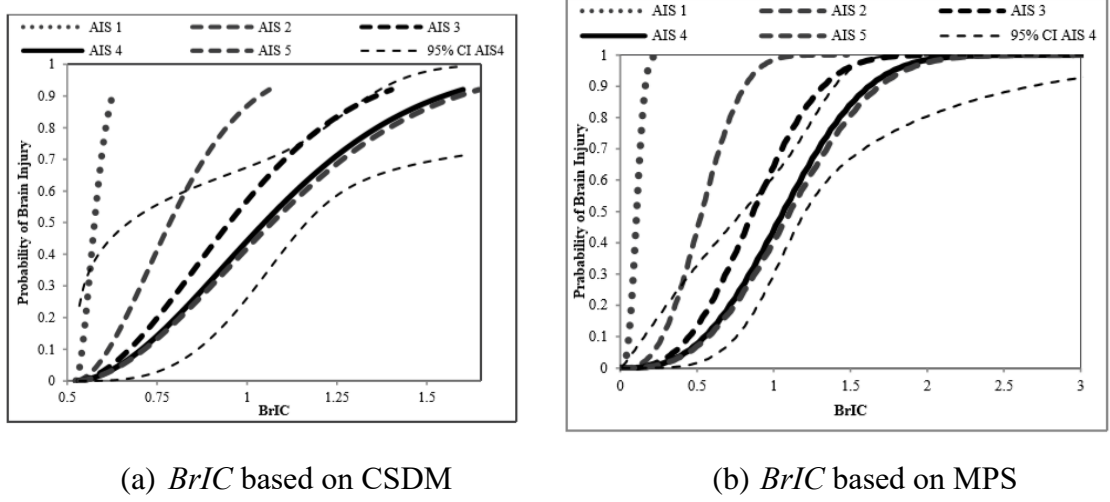 AIS 1 AIS 2 AIS 3
AIS 4 AIS 5 95% CI AIS4
Probability of Brain Injury
1
0.9
0.8
0.7
0.6
0.5
0.4
0.3
0.2
0.1
0
0.5 0.75 1 1.25 1.5
BrIC
(a) BrIC based on CSDM
AIS 1 AIS 2 AIS 3
AIS 4 AIS 5 95% CI AIS 4
Prabability of Brain Injury
1
0.9
0.8
0.7
0.6
0.5
0.4
0.3
0.2
0.1
0
0 0.5 1 1.5 2 2.5 3
BrIC
(b) BrIC based on MPS